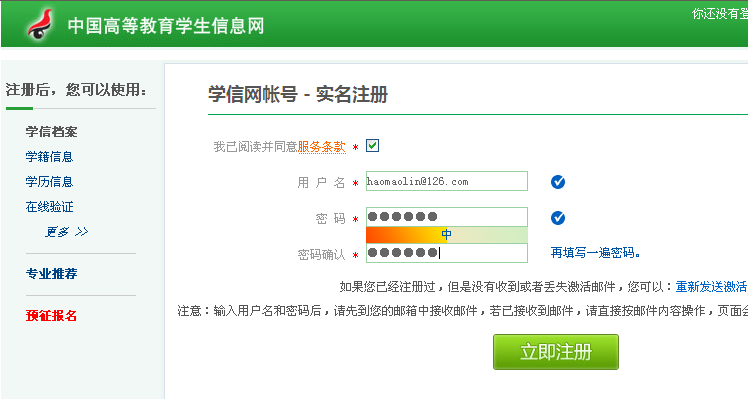 你还没有登
中国高等教育学生信息网
注册后，您可以使用：
学信档案
学籍信息
学历信息
在线验证
更多 >>
专业推荐
预征报名
学信网帐号 - 实名注册
我已阅读并同意服务条款 *
用 户 名 * haomaolin@126.com
密 码 * ●●●●●●
中
密码确认 * ●●●●●● 再填写一遍密码。
如果您已经注册过，但是没有收到或者丢失激活邮件，您可以：重新发送激活
注意：输入用户名和密码后，请先到您的邮箱中接收邮件，若已接收到邮件，请直接按邮件内容操作，页面会
立即注册